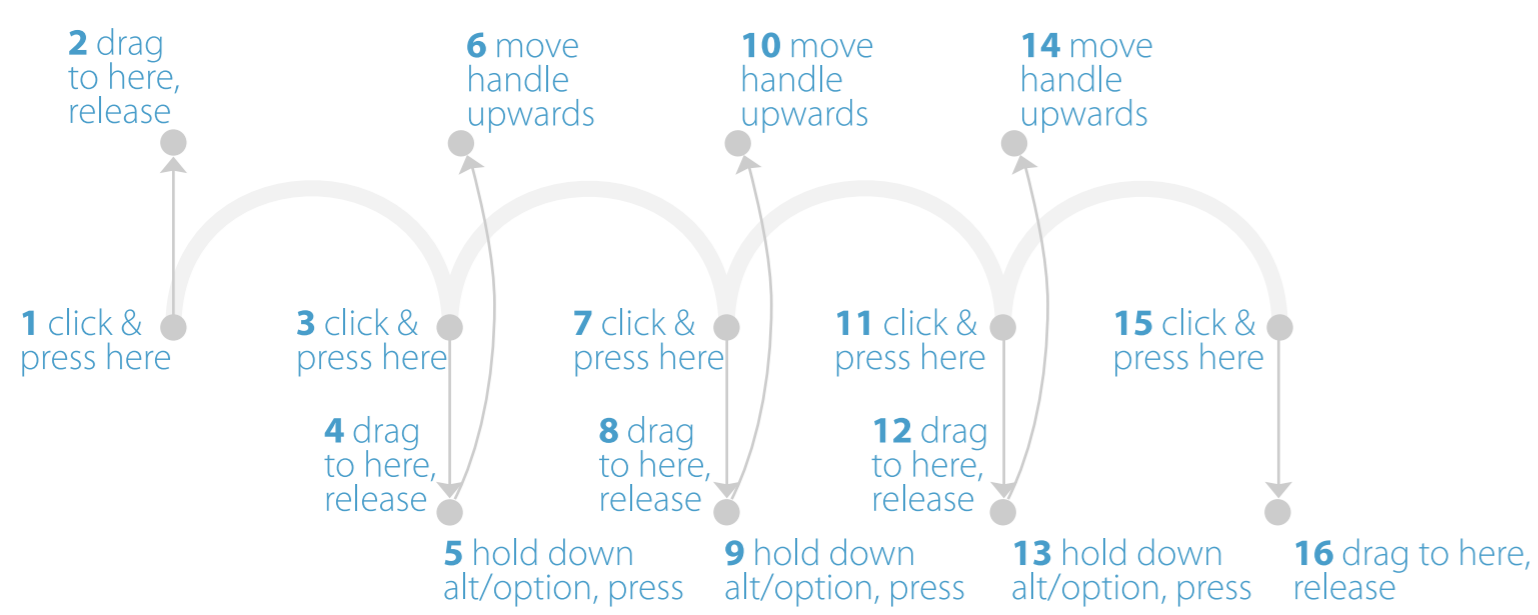 2 drag
to here,
release
6 move
handle
upwards
10 move
handle
upwards
14 move
handle
upwards
1 click &
press here
3 click &
press here
7 click &
press here
11 click &
press here
15 click &
press here
4 drag
to here,
release
8 drag
to here,
release
12 drag
to here,
release
5 hold down
alt/option, press
9 hold down
alt/option, press
13 hold down
alt/option, press
16 drag to here,
release